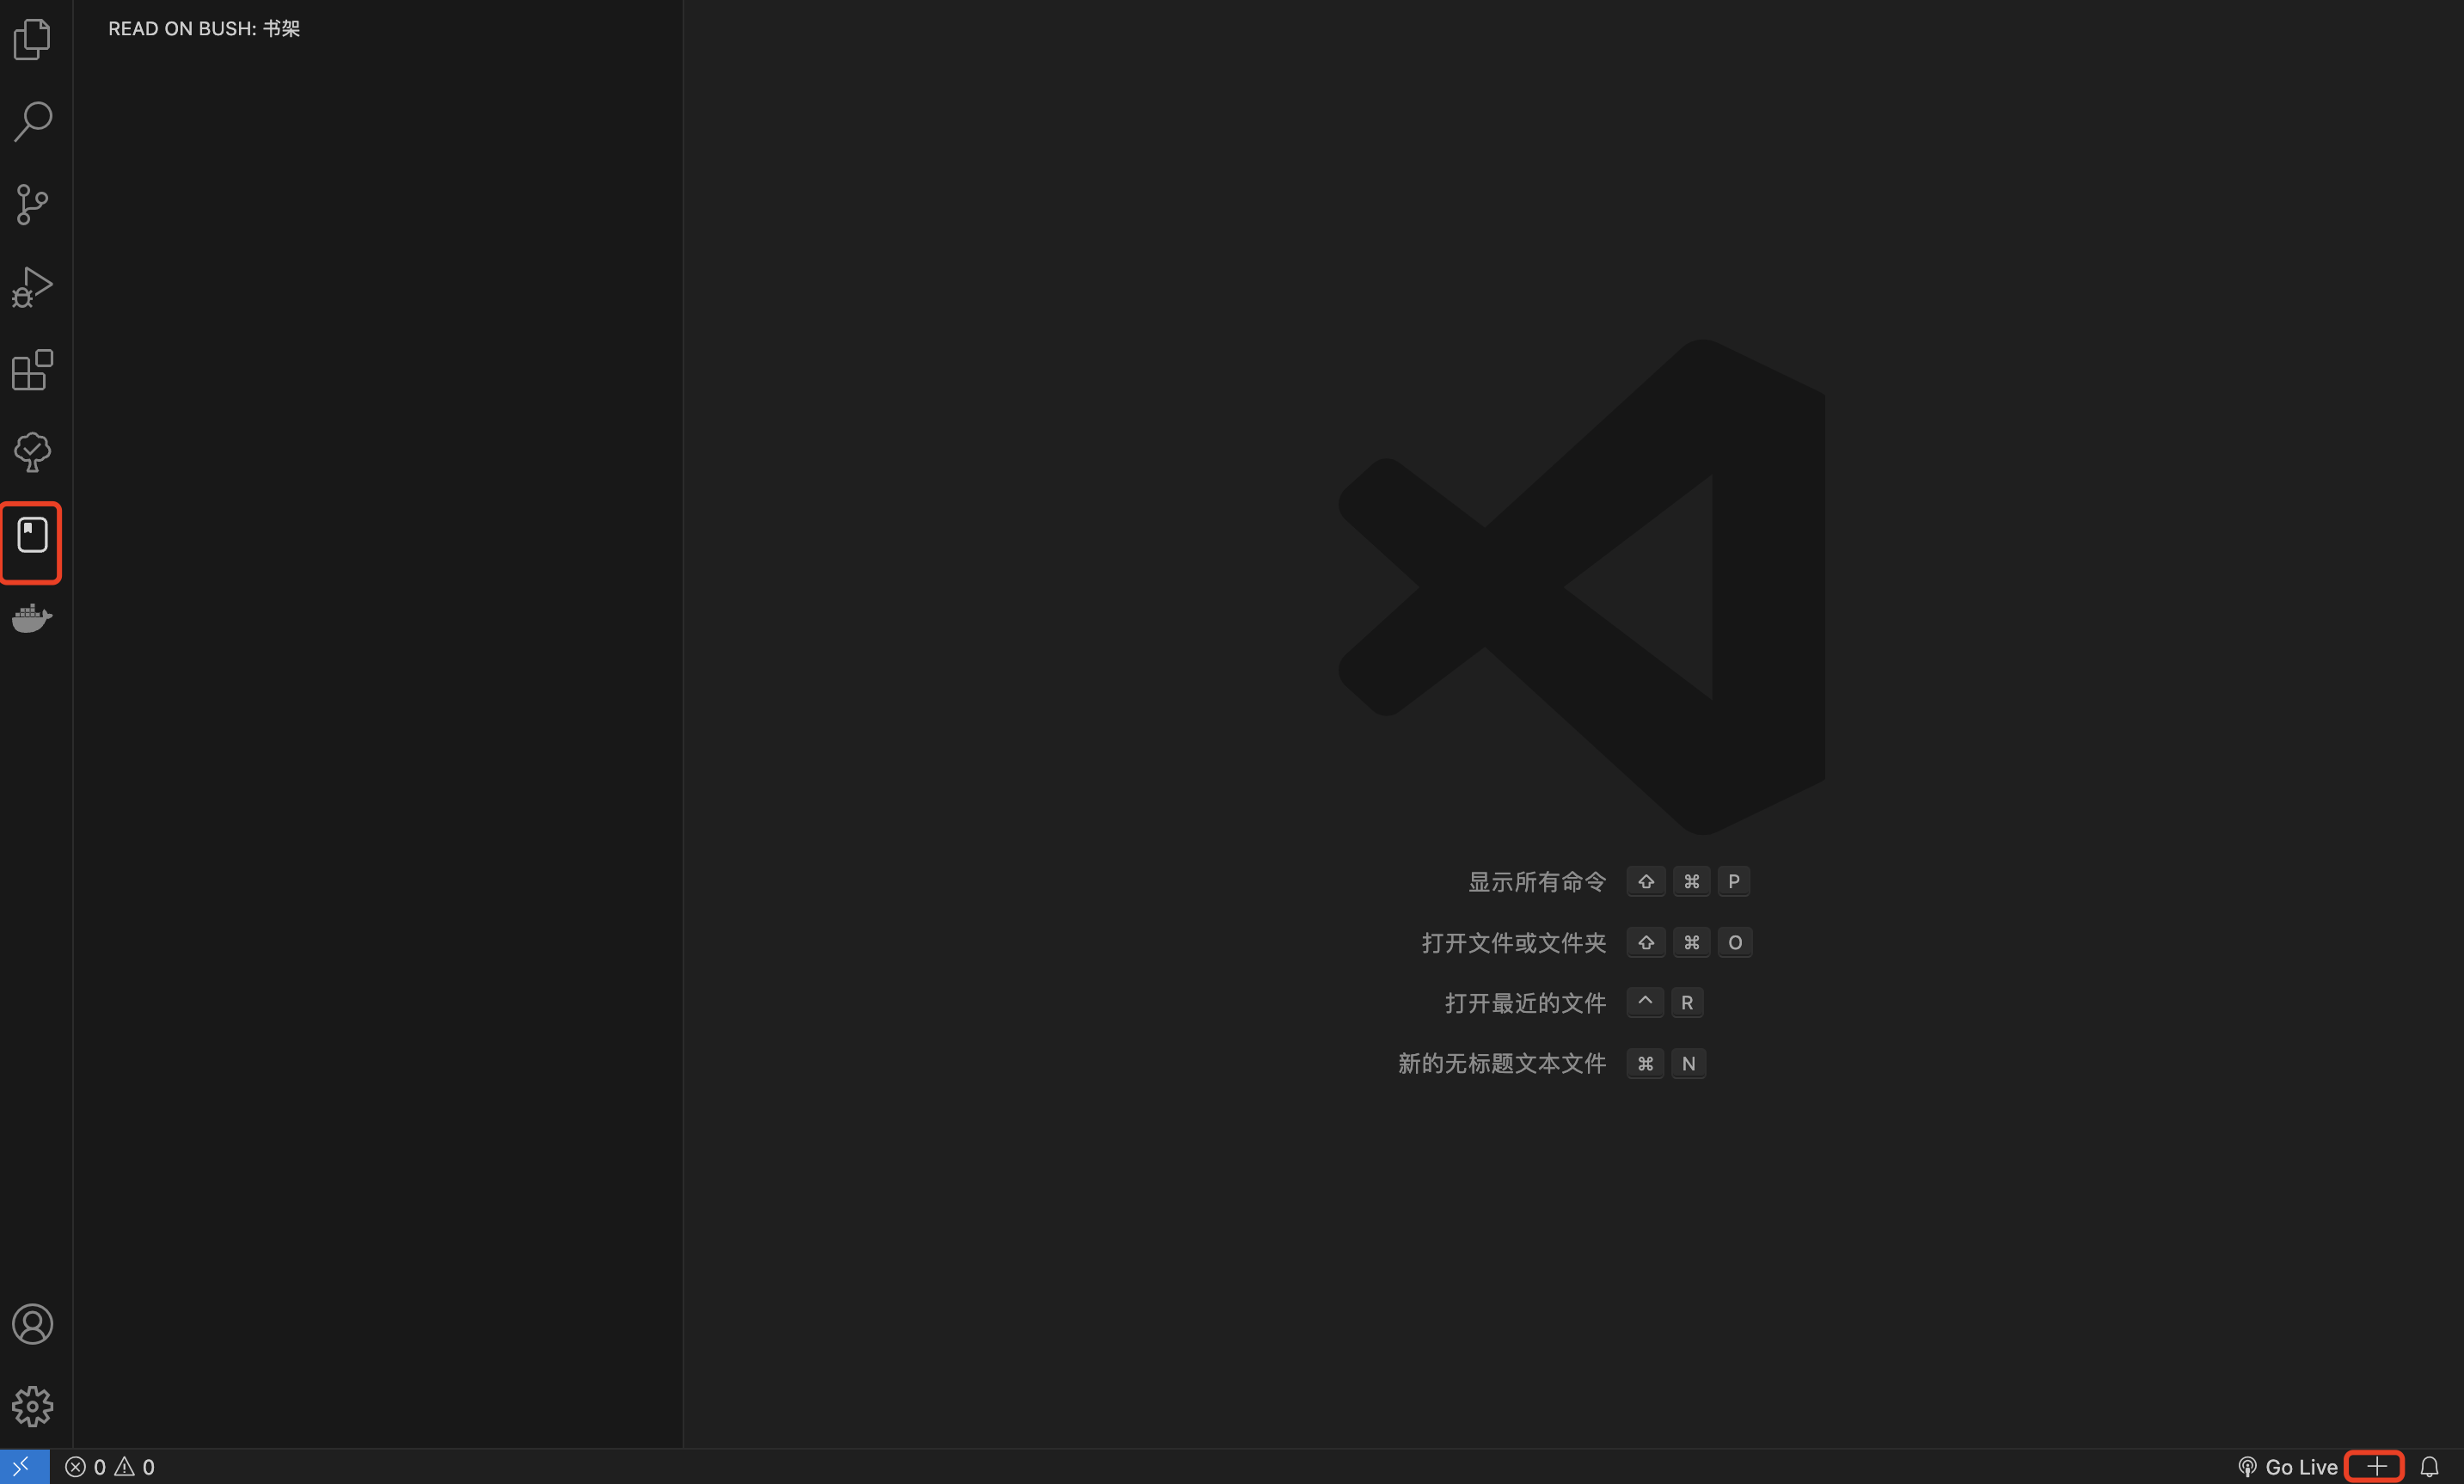 READ ON BUSH: 书架
显示所有命令 ⇧ ⌘ P
打开文件或文件夹 ⇧ ⌘ O
打开最近的文件 ^ R
新的无标题文本文件 ⌘ N
0 0
Go Live